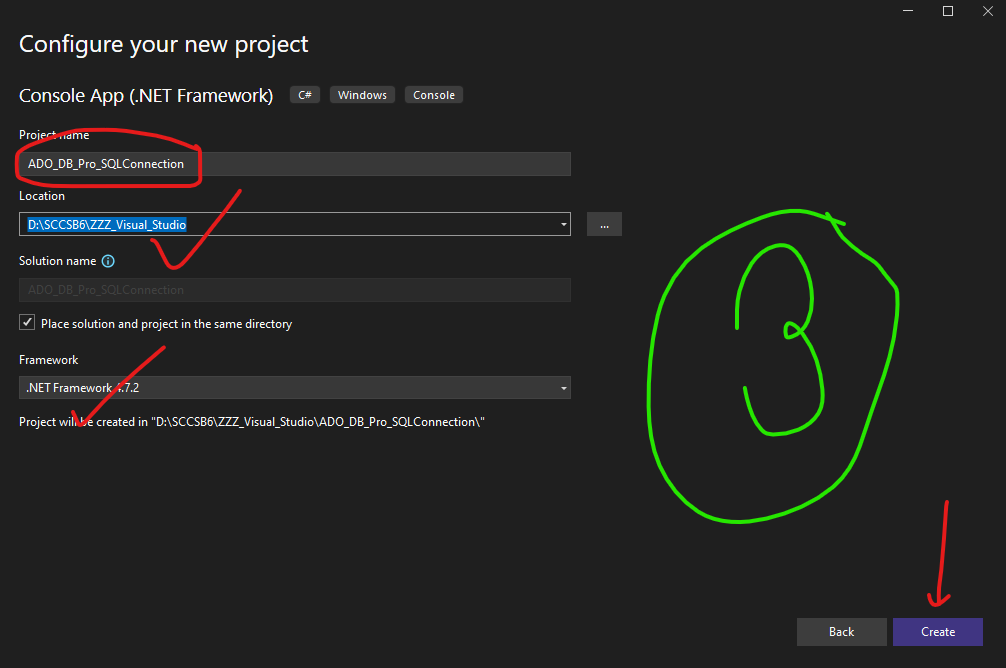 Configure your new project
Console App (.NET Framework) C# Windows Console
Project name
ADO_DB_Pro_SQLConnection
Location
D:\SCCSB6\ZZZ_Visual_Studio
...
Solution name
ADO_DB_Pro_SQLConnection
Place solution and project in the same directory
Framework
.NET Framework 4.7.2
Project will be created in "D:\SCCSB6\ZZZ_Visual_Studio\ADO_DB_Pro_SQLConnection\"
3
Back Create